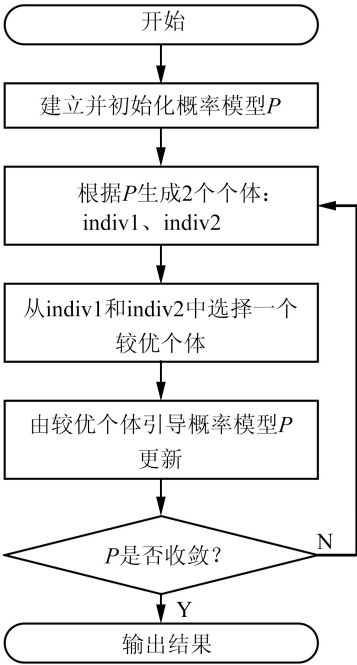 开始
建立并初始化概率模型P
根据P生成2个个体：
indiv1、indiv2
从indiv1和indiv2中选择一个
较优个体
由较优个体引导概率模型P
更新
P是否收敛？
N
Y
输出结果